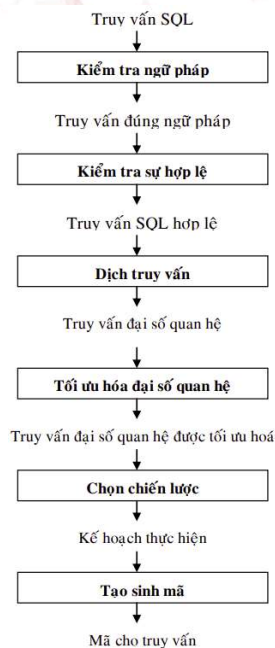 Truy vấn SQL
Kiểm tra ngữ pháp
Truy vấn đúng ngữ pháp
Kiểm tra sự hợp lệ
Truy vấn SQL hợp lệ
Dịch truy vấn
Truy vấn đại số quan hệ
Tối ưu hóa đại số quan hệ
Truy vấn đại số quan hệ được tối ưu hoá
Chọn chiến lược
Kế hoạch thực hiện
Tạo sinh mã
Mã cho truy vấn